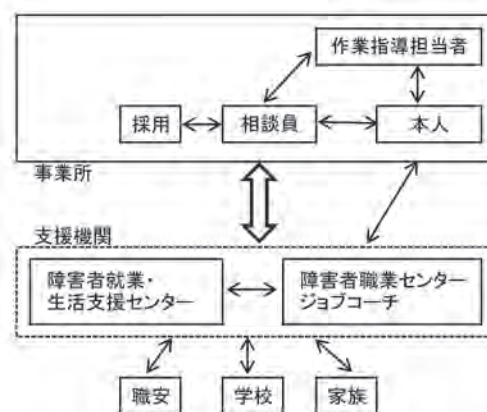 作業指導担当者
採用
相談員
本人
事業所
支援機関
障害者就業・
生活支援センター
障害者職業センター
ジョブコーチ
職安
学校
家族